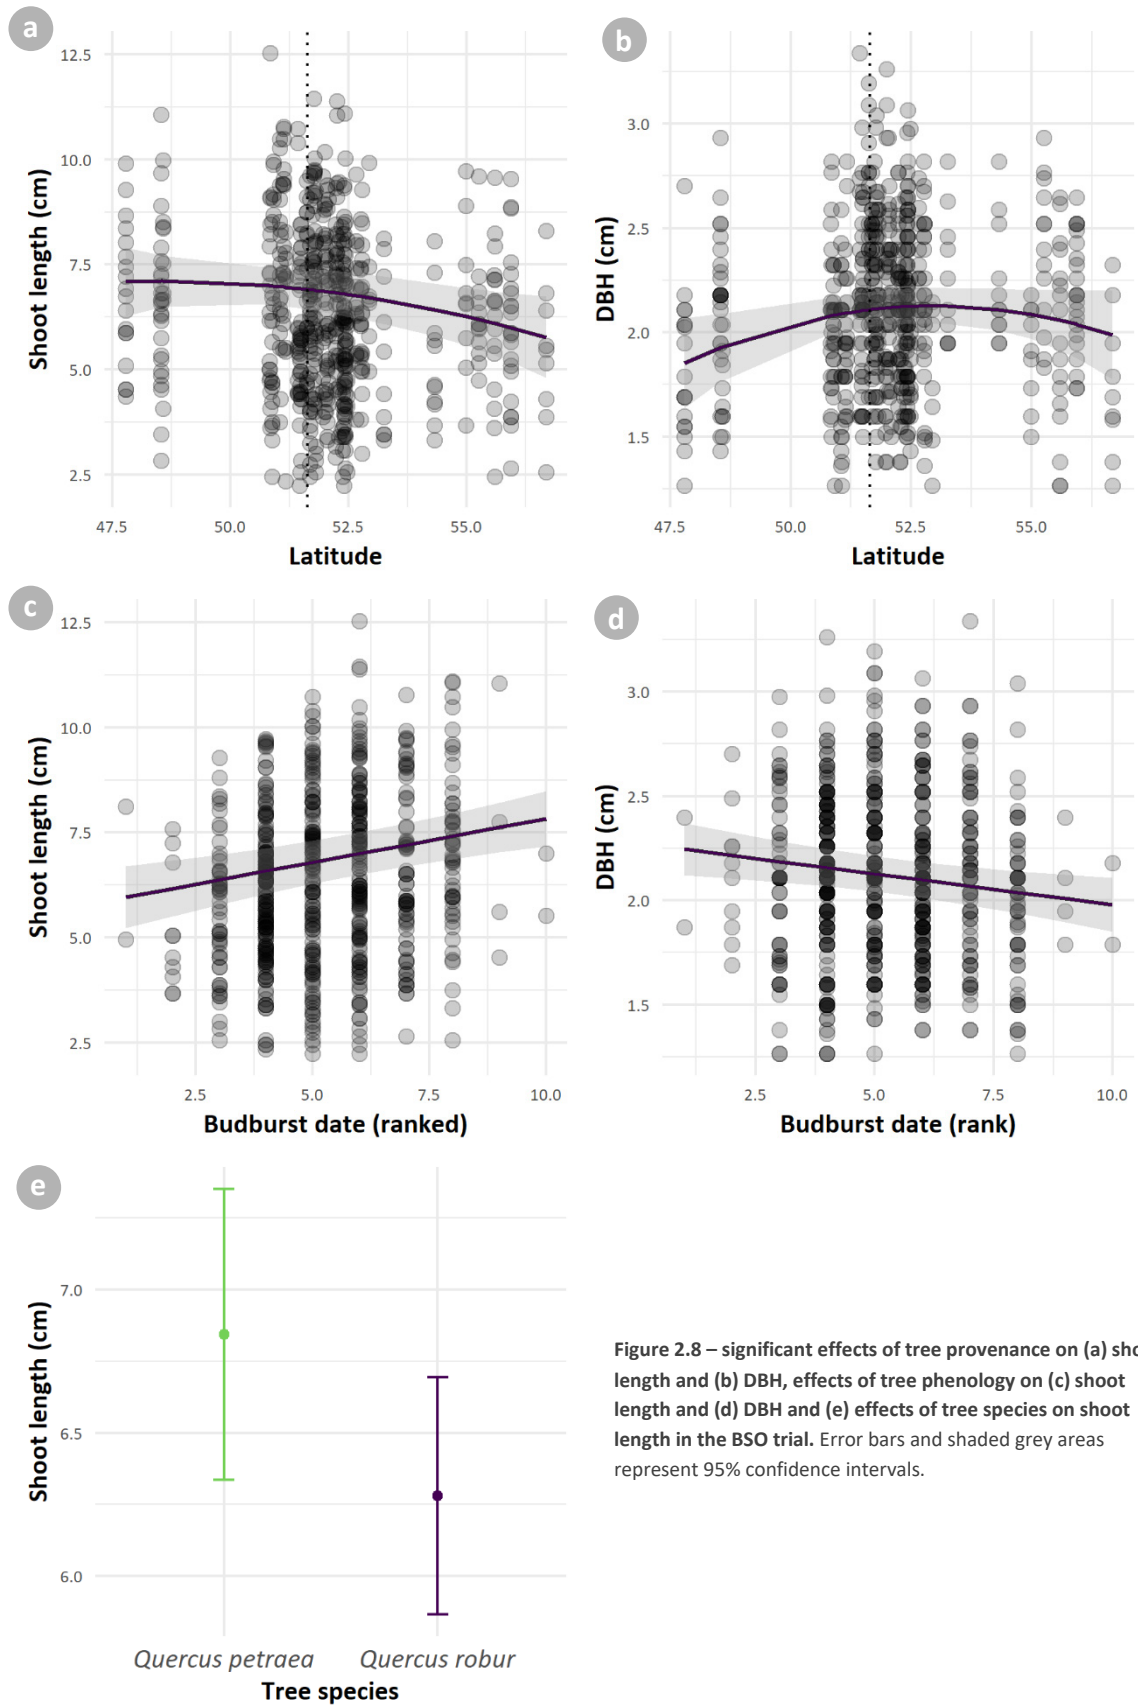 a
12.5
10.0
7.5
5.0
2.5
Shoot length (cm)
47.5 50.0 52.5 55.0
Latitude
b
3.0
2.5
2.0
1.5
DBH (cm)
47.5 50.0 52.5 55.0
Latitude
c
12.5
10.0
7.5
5.0
2.5
Shoot length (cm)
2.5 5.0 7.5 10.0
Budburst date (ranked)
d
3.0
2.5
2.0
1.5
DBH (cm)
2.5 5.0 7.5 10.0
Budburst date (rank)
e
7.0
6.5
6.0
Shoot length (cm)
Quercus petraea Quercus robur
Tree species
Figure 2.8 – significant effects of tree provenance on (a) sho
length and (b) DBH, effects of tree phenology on (c) shoot
length and (d) DBH and (e) effects of tree species on shoot
length in the BSO trial. Error bars and shaded grey areas
represent 95% confidence intervals.